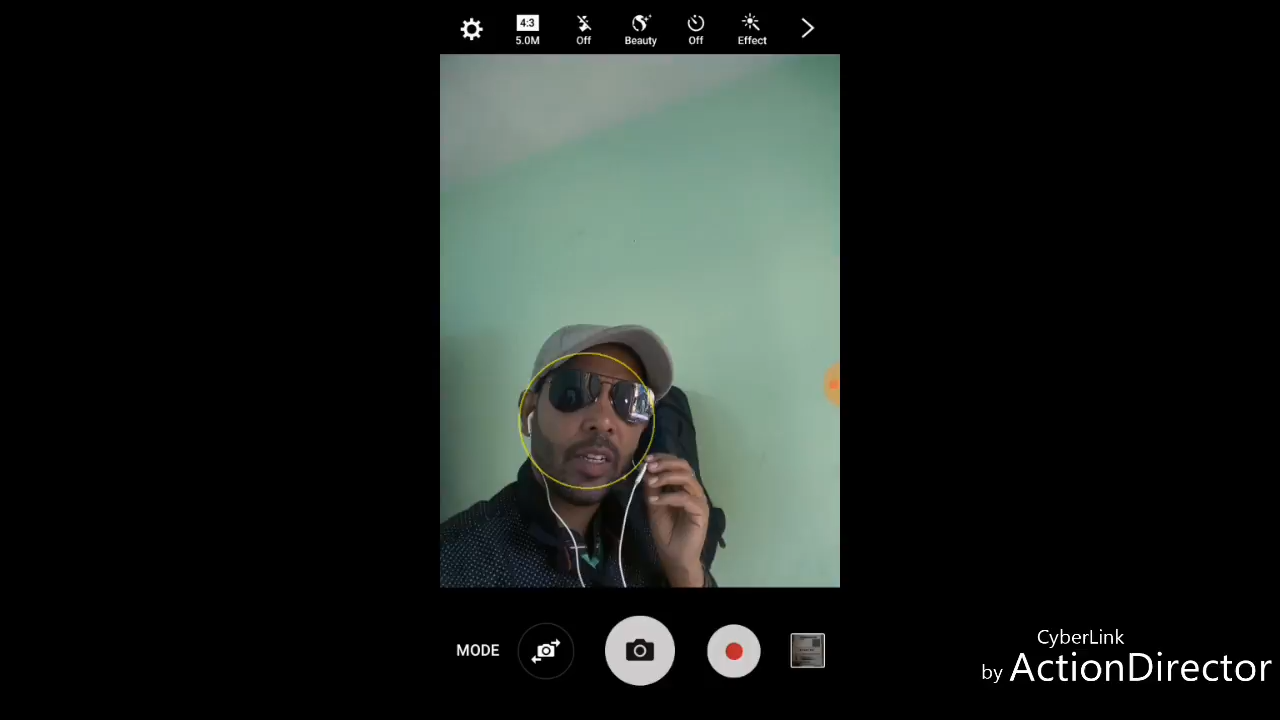 4:3
5.0M
Off
Beauty
Off
Effect
MODE
CyberLink
by ActionDirector